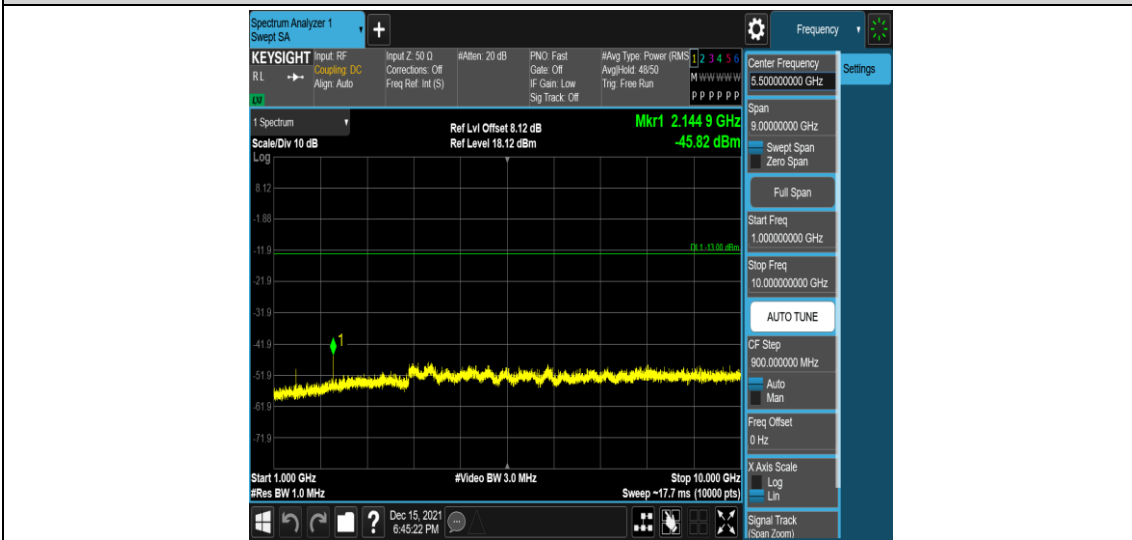 Spectrum Analyzer 1
Swept SA
+
Frequency
KEYSIGHT
RL
LXI
Input: RF
Coupling: DC
Align: Auto
Input Z: 50 Ω
Corrections: Off
Freq Ref: Int (S)
#Atten: 20 dB
PNO: Fast
Gate: Off
IF Gain: Low
Sig Track: Off
#Avg Type: Power (RMS
Avg|Hold: 48/50
Trig: Free Run
1 2 3 4 5 6
M W W W W W
P P P P P P
1 Spectrum
Scale/Div 10 dB
Log
Ref Lvl Offset 8.12 dB
Ref Level 18.12 dBm
Mkr1 2.144 9 GHz
-45.82 dBm
8.12
-1.88
-11.9
DL1 -13.00 dBm
-21.9
-31.9
-41.9
1
-51.9
-61.9
-71.9
Start 1.000 GHz
#Res BW 1.0 MHz
#Video BW 3.0 MHz
Stop 10.000 GHz
Sweep ~17.7 ms (10000 pts)
?
Dec 15, 2021
6:45:22 PM
Center Frequency
5.500000000 GHz
Settings
Span
9.00000000 GHz
Swept Span
Zero Span
Full Span
Start Freq
1.000000000 GHz
Stop Freq
10.000000000 GHz
AUTO TUNE
CF Step
900.000000 MHz
Auto
Man
Freq Offset
0 Hz
X Axis Scale
Log
Lin
Signal Track
(Span Zoom)